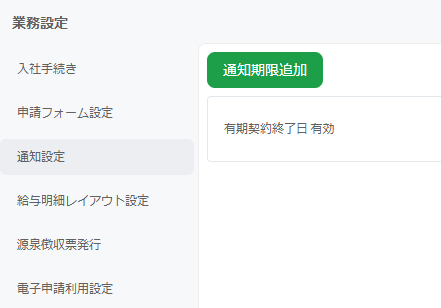 業務設定
入社手続き
申請フォーム設定
通知設定
給与明細レイアウト設定
源泉徴収票発行
電子申請利用設定
通知期限追加
有期契約終了日 有効